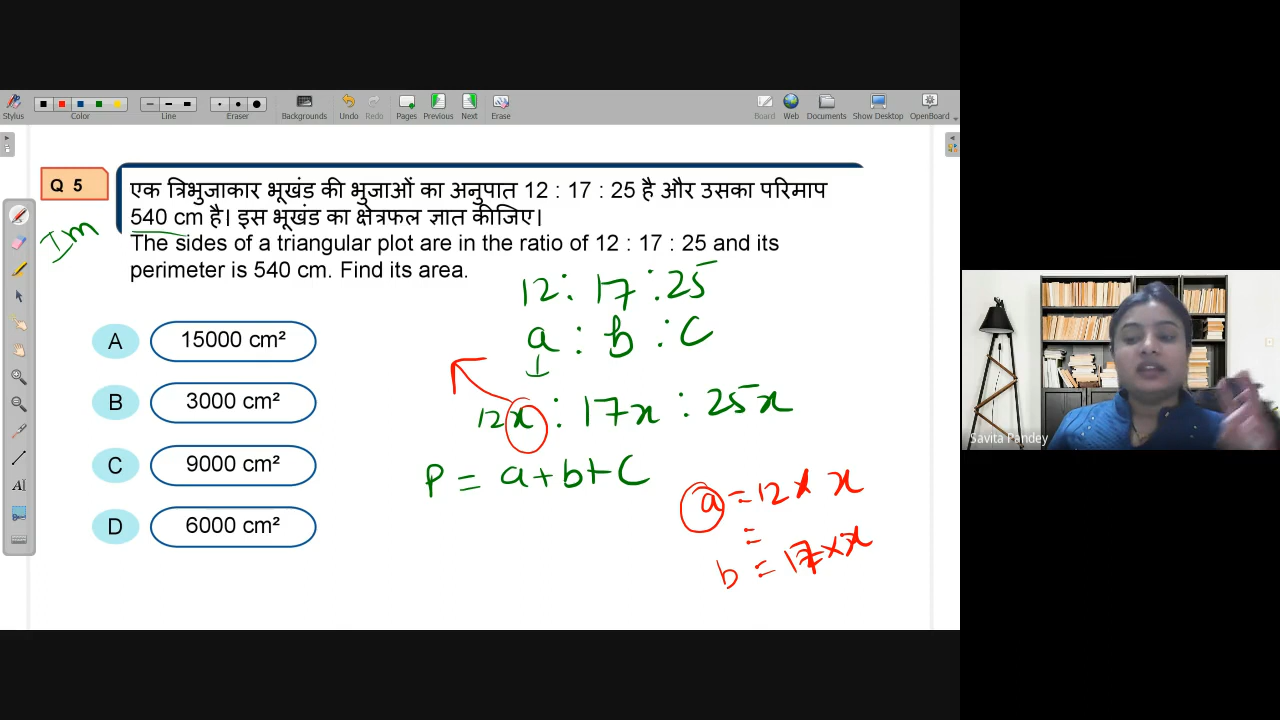 Stylus
Color
Line
Eraser
Backgrounds
Undo
Redo
Pages
Previous
Next
Erase
Board
Web
Documents
Show Desktop
OpenBoard
Q 5
एक त्रिभुजाकार भूखंड की भुजाओं का अनुपात 12 : 17 : 25 है और उसका परिमाप
540 cm है। इस भूखंड का क्षेत्रफल ज्ञात कीजिए।
The sides of a triangular plot are in the ratio of 12 : 17 : 25 and its
perimeter is 540 cm. Find its area.
Im
12 : 17 : 25
a : b : c
12x : 17x : 25x
P = a+b+c
a = 12 × x
=
b = 17 × x
A 15000 cm²
B 3000 cm²
C 9000 cm²
D 6000 cm²
Savita Pandey